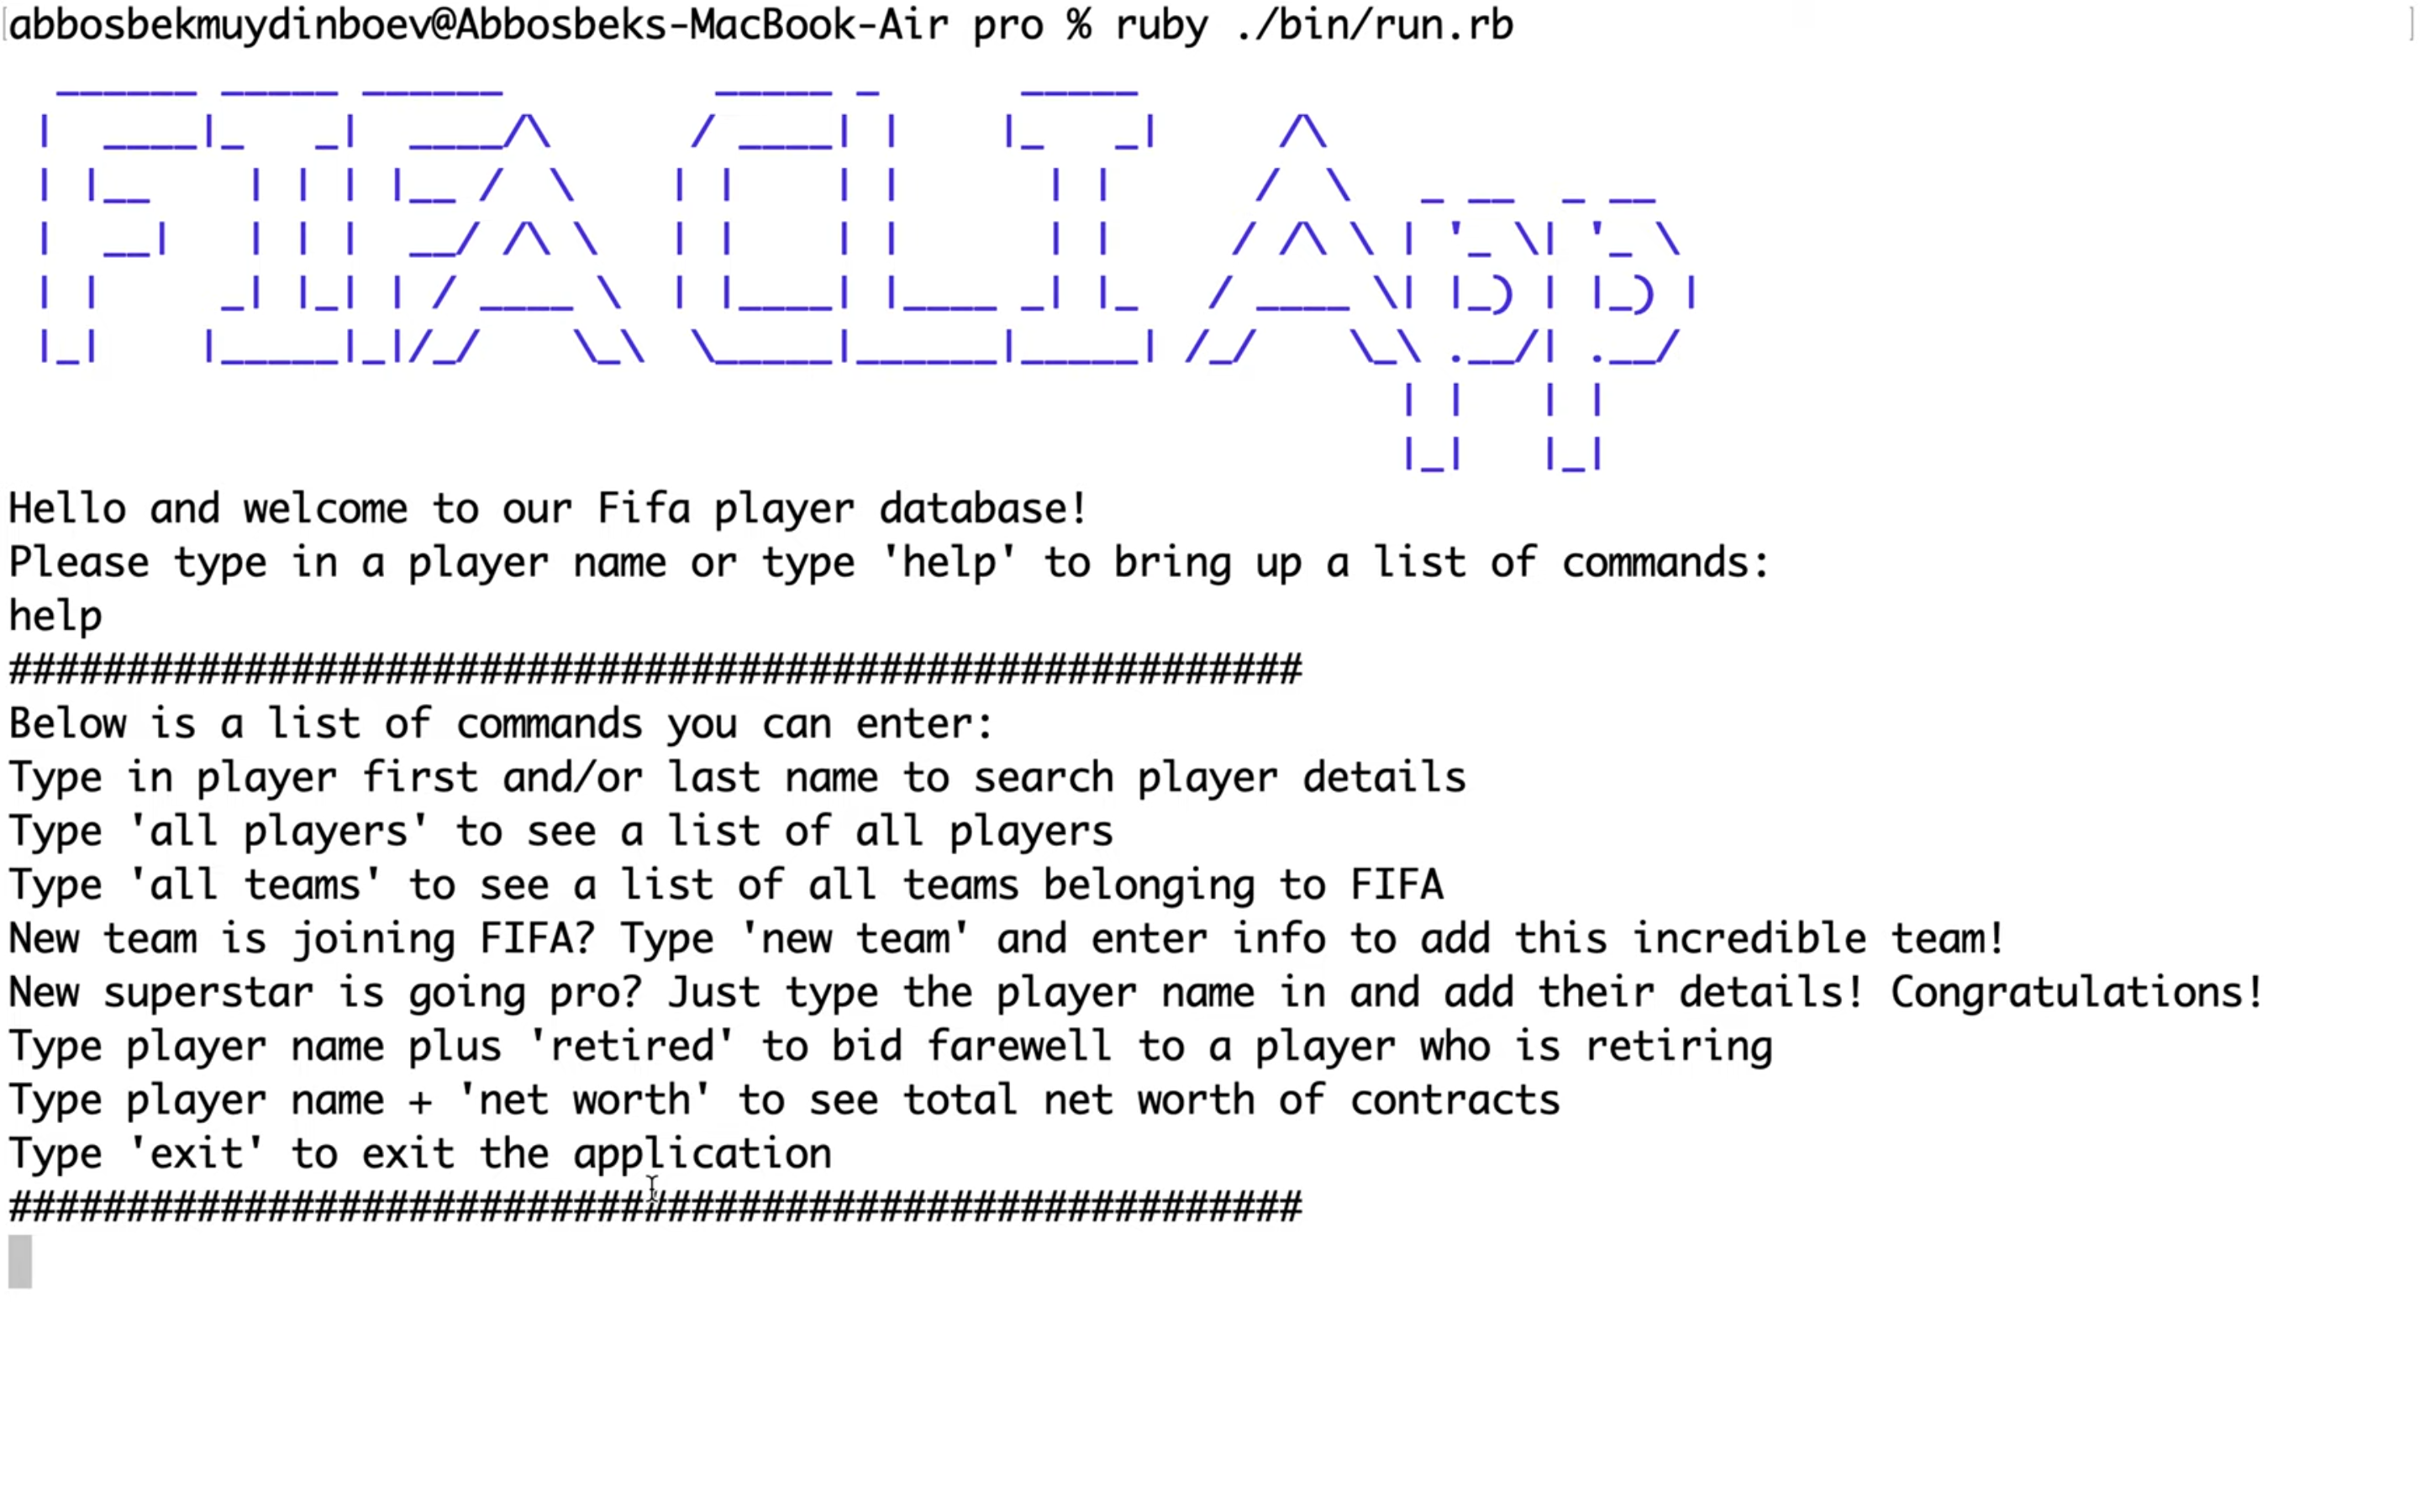 abbosbekmuydinboev@Abbosbeks-MacBook-Air pro % ruby ./bin/run.rb
FIFA CLI App
Hello and welcome to our Fifa player database!
Please type in a player name or type 'help' to bring up a list of commands:
help
#######################################################
Below is a list of commands you can enter:
Type in player first and/or last name to search player details
Type 'all players' to see a list of all players
Type 'all teams' to see a list of all teams belonging to FIFA
New team is joining FIFA? Type 'new team' and enter info to add this incredible team!
New superstar is going pro? Just type the player name in and add their details! Congratulations!
Type player name plus 'retired' to bid farewell to a player who is retiring
Type player name + 'net worth' to see total net worth of contracts
Type 'exit' to exit the application
#######################################################